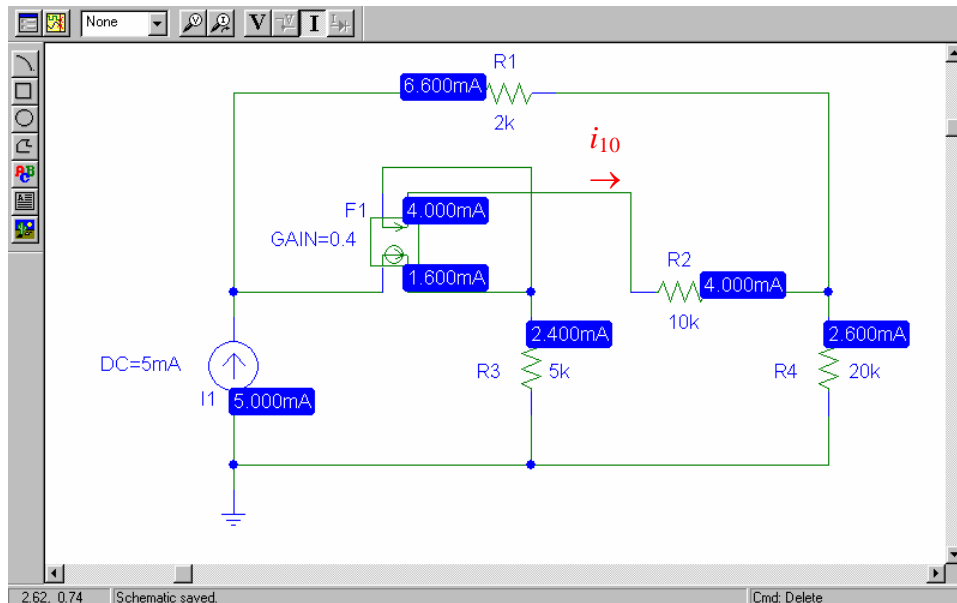 None
V V I
R1
6.600mA
2k
i10
→
F1
4.000mA
GAIN=0.4
1.600mA
R2
4.000mA
10k
2.400mA
2.600mA
DC=5mA
R3
5k
R4
20k
I1
5.000mA
2.62, 0.74 Schematic saved. Cmd: Delete